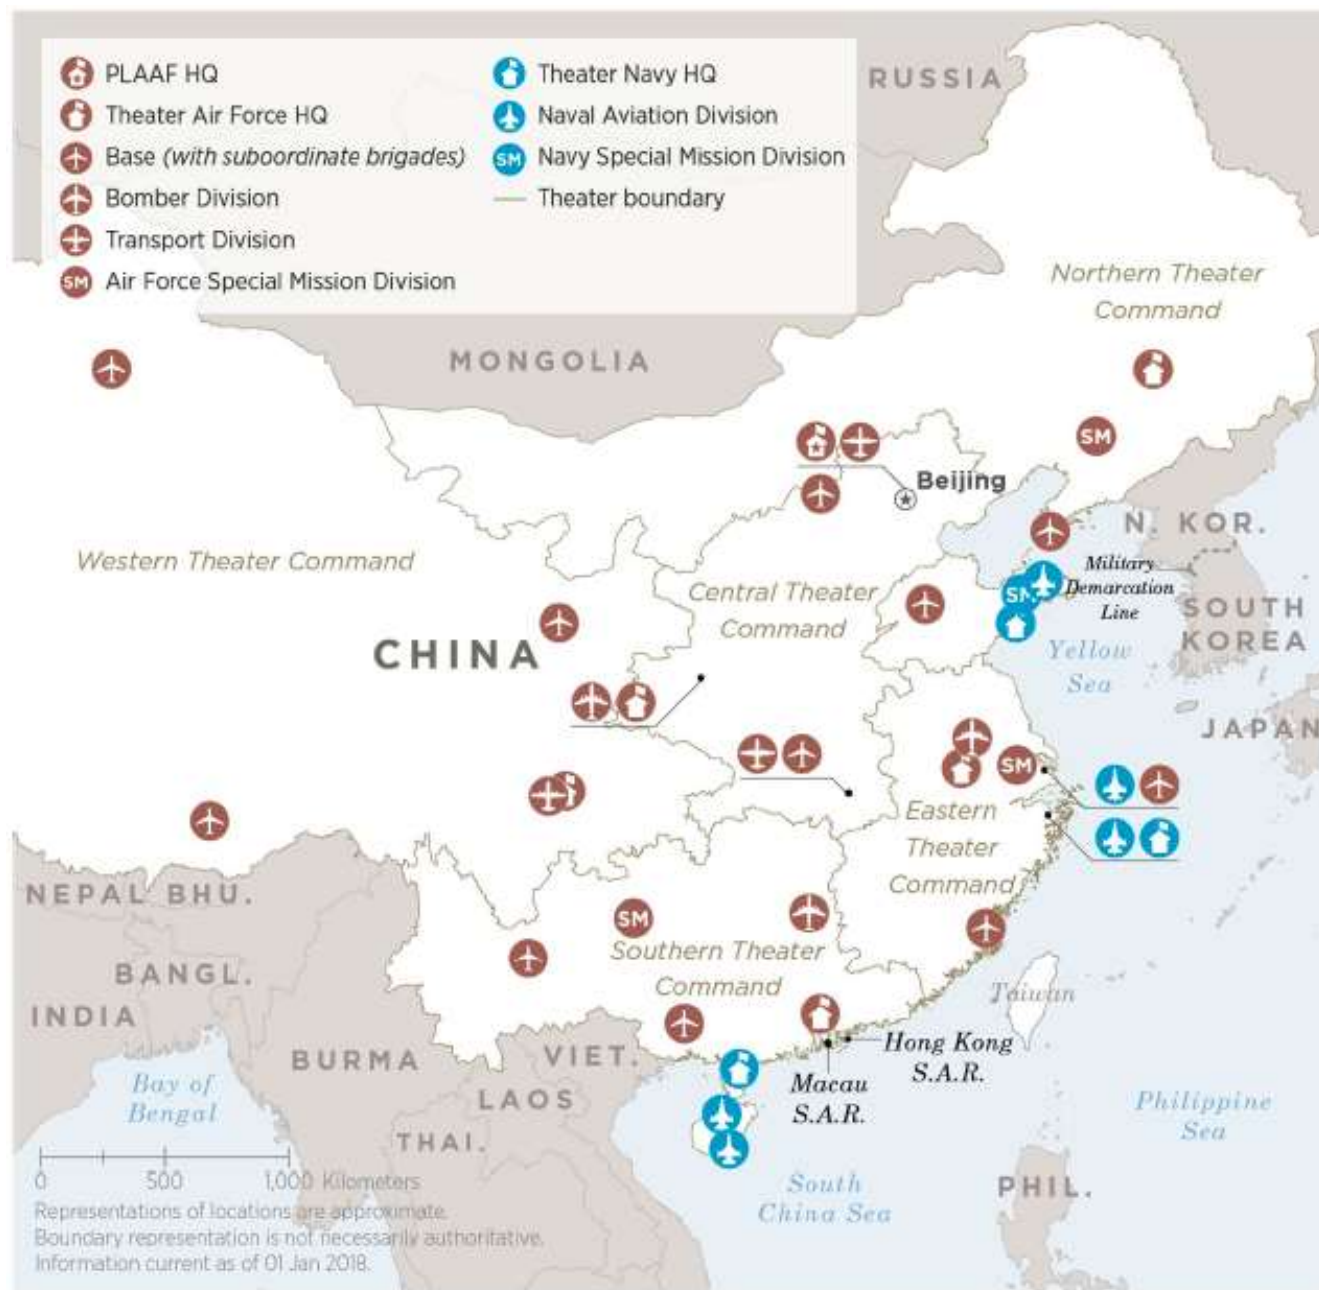 PLAAF HQ
Theater Air Force HQ
Base (with suboordinate brigades)
Bomber Division
Transport Division
SM Air Force Special Mission Division
Theater Navy HQ
Naval Aviation Division
SM Navy Special Mission Division
Theater boundary
RUSSIA
Northern Theater
Command
MONGOLIA
SM
Beijing
N. KOR.
Western Theater Command
Military
Demarcation
Line
Central Theater
Command
SM
SOUTH
KOREA
CHINA
Yellow
Sea
JAPAN
SM
Eastern
Theater
Command
NEPAL BHU.
SM
Southern Theater
Command
BANGL.
INDIA
Taiwan
BURMA
VIET.
Hong Kong
S.A.R.
LAOS
Macau
S.A.R.
Bay of
Bengal
THAI.
Philippine
Sea
0 500 1,000 Kilometers
South
China Sea
PHIL.
Representations of locations are approximate.
Boundary representation is not necessarily authoritative.
Information current as of 01 Jan 2018.